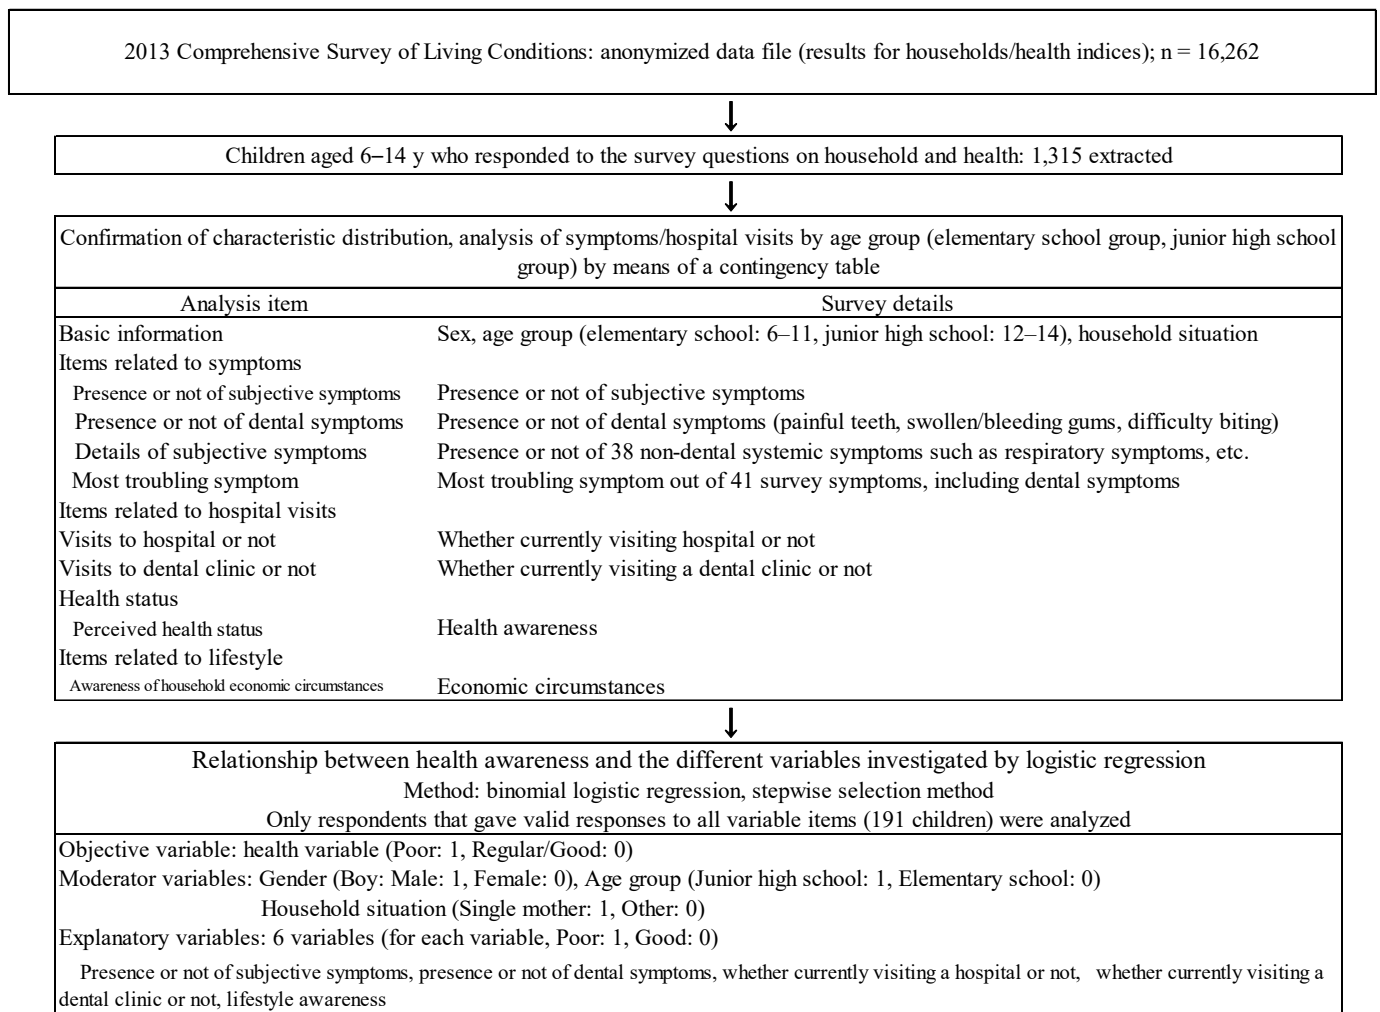 2013 Comprehensive Survey of Living Conditions: anonymized data file (results for households/health indices); n = 16,262
Children aged 6–14 y who responded to the survey questions on household and health: 1,315 extracted
Confirmation of characteristic distribution, analysis of symptoms/hospital visits by age group (elementary school group, junior high school
group) by means of a contingency table
Analysis item Survey details
Basic information Sex, age group (elementary school: 6–11, junior high school: 12–14), household situation
Items related to symptoms
Presence or not of subjective symptoms Presence or not of subjective symptoms
Presence or not of dental symptoms Presence or not of dental symptoms (painful teeth, swollen/bleeding gums, difficulty biting)
Details of subjective symptoms Presence or not of 38 non-dental systemic symptoms such as respiratory symptoms, etc.
Most troubling symptom Most troubling symptom out of 41 survey symptoms, including dental symptoms
Items related to hospital visits
Visits to hospital or not Whether currently visiting hospital or not
Visits to dental clinic or not Whether currently visiting a dental clinic or not
Health status
Perceived health status Health awareness
Items related to lifestyle
Awareness of household economic circumstances Economic circumstances
Relationship between health awareness and the different variables investigated by logistic regression
Method: binomial logistic regression, stepwise selection method
Only respondents that gave valid responses to all variable items (191 children) were analyzed
Objective variable: health variable (Poor: 1, Regular/Good: 0)
Moderator variables: Gender (Boy: Male: 1, Female: 0), Age group (Junior high school: 1, Elementary school: 0)
Household situation (Single mother: 1, Other: 0)
Explanatory variables: 6 variables (for each variable, Poor: 1, Good: 0)
Presence or not of subjective symptoms, presence or not of dental symptoms, whether currently visiting a hospital or not, whether currently visiting a
dental clinic or not, lifestyle awareness